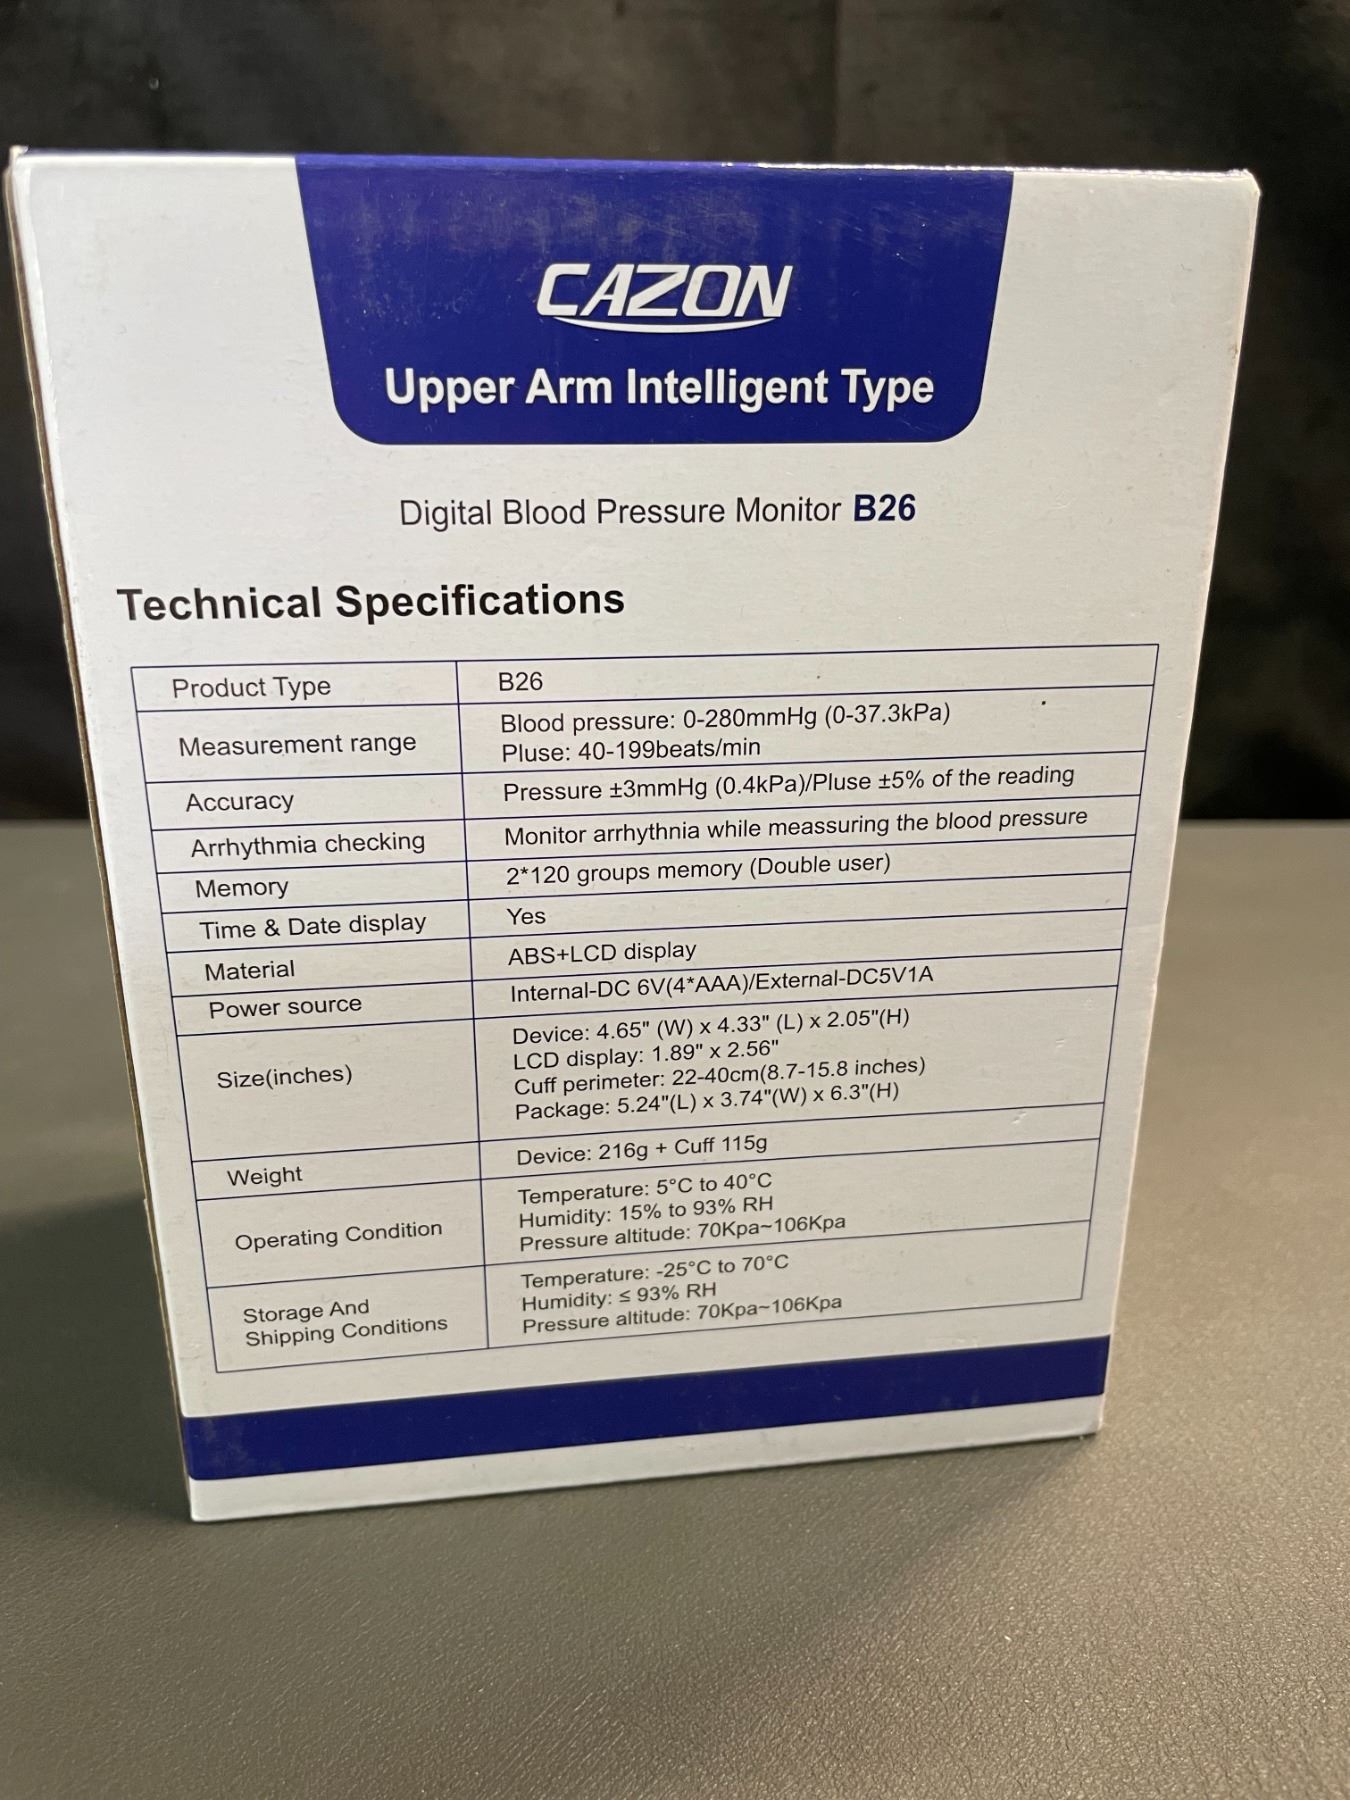 CAZON
Upper Arm Intelligent Type
Digital Blood Pressure Monitor B26
Technical Specifications
Product Type B26
Measurement range Blood pressure: 0-280mmHg (0-37.3kPa)
Pluse: 40-199beats/min
Accuracy Pressure ±3mmHg (0.4kPa)/Pluse ±5% of the reading
Arrhythmia checking Monitor arrhythnia while meassuring the blood pressure
Memory 2*120 groups memory (Double user)
Time & Date display Yes
Material ABS+LCD display
Power source Internal-DC 6V(4*AAA)/External-DC5V1A
Size(inches) Device: 4.65" (W) x 4.33" (L) x 2.05"(H)
LCD display: 1.89" x 2.56"
Cuff perimeter: 22-40cm(8.7-15.8 inches)
Package: 5.24"(L) x 3.74"(W) x 6.3"(H)
Weight Device: 216g + Cuff 115g
Operating Condition Temperature: 5°C to 40°C
Humidity: 15% to 93% RH
Pressure altitude: 70Kpa~106Kpa
Storage And
Shipping Conditions Temperature: -25°C to 70°C
Humidity: ≤ 93% RH
Pressure altitude: 70Kpa~106Kpa